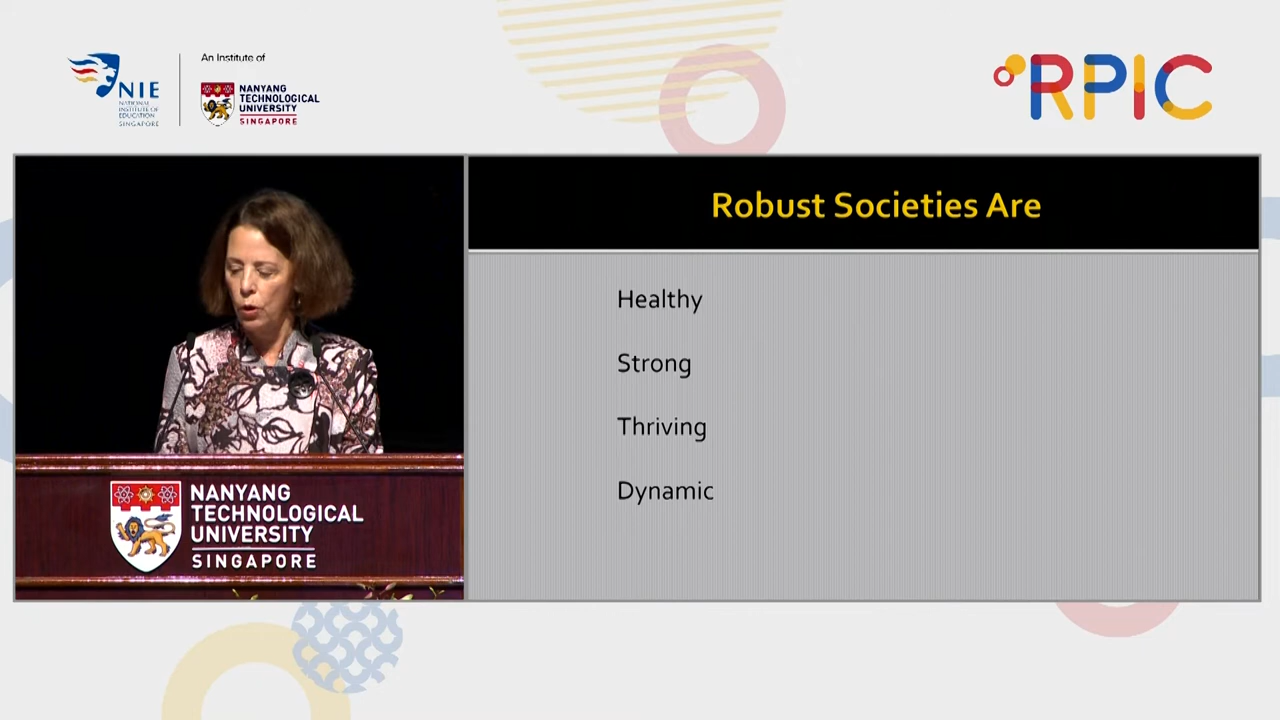 NIE
NATIONAL
INSTITUTE OF
EDUCATION
SINGAPORE
An Institute of
NANYANG
TECHNOLOGICAL
UNIVERSITY
SINGAPORE
RPIC
Robust Societies Are
Healthy
Strong
Thriving
Dynamic
NANYANG
TECHNOLOGICAL
UNIVERSITY
SINGAPORE